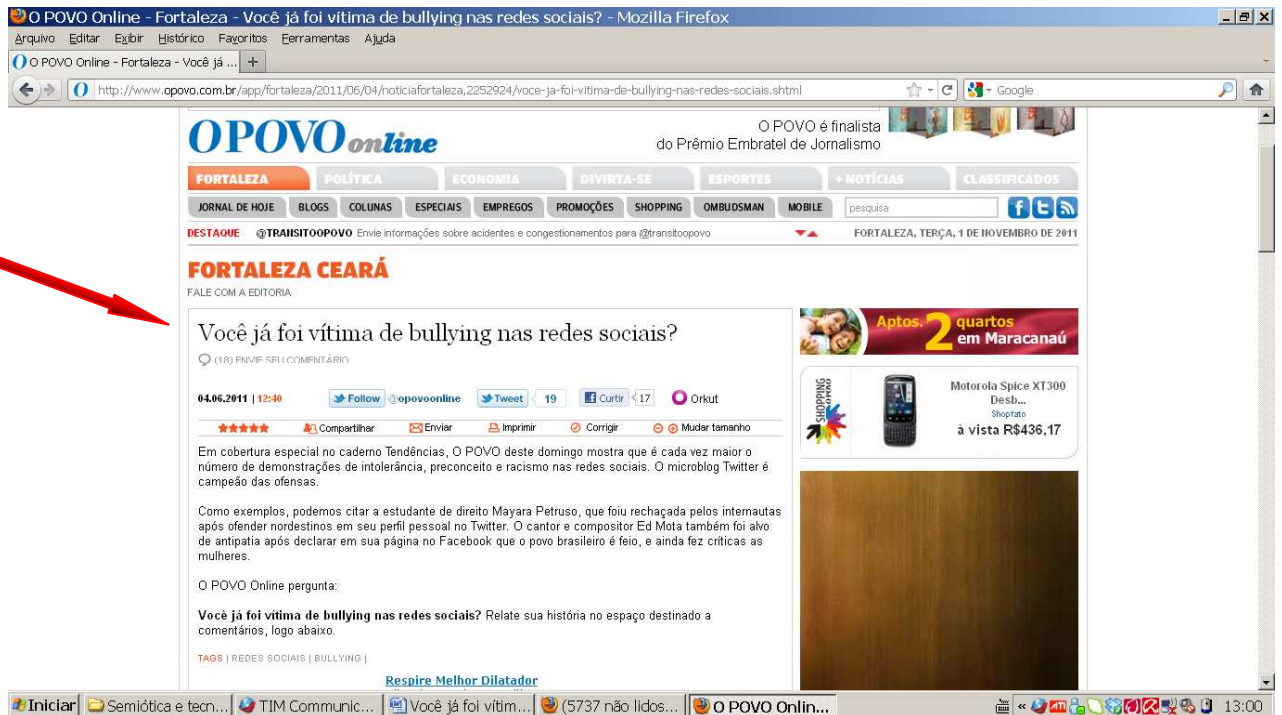 O POVO Online - Fortaleza - Você já foi vítima de bullying nas redes sociais? - Mozilla Firefox
Arquivo Editar Exibir Histórico Favoritos Ferramentas Ajuda
O POVO Online - Fortaleza - Você já ... +
http://www.opovo.com.br/app/fortaleza/2011/06/04/noticiafortaleza,2252924/voce-ja-foi-vitima-de-bullying-nas-redes-sociais.shtml Google
O POVO online
O POVO é finalista
do Prêmio Embratel de Jornalismo
FORTALEZA POLÍTICA ECONOMIA DIVIRTA-SE ESPORTES + NOTÍCIAS CLASSIFICADOS
JORNAL DE HOJE BLOGS COLUNAS ESPECIAIS EMPREGOS PROMOÇÕES SHOPPING OMBUDSMAN MOBILE pesquisa
DESTAQUE @TRANSITOOPOVO Envie informações sobre acidentes e congestionamentos para @transitoopovo FORTALEZA, TERÇA, 1 DE NOVEMBRO DE 2011
FORTALEZA CEARÁ
FALE COM A EDITORIA
Você já foi vítima de bullying nas redes sociais?
(18) ENVIE SEU COMENTÁRIO
04.06.2011 | 12:40 Follow @opovoonline Tweet 19 Curtir 17 Orkut
Compartilhar Enviar Imprimir Corrigir Mudar tamanho
Em cobertura especial no caderno Tendências, O POVO deste domingo mostra que é cada vez maior o
número de demonstrações de intolerância, preconceito e racismo nas redes sociais. O microblog Twitter é
campeão das ofensas.
Como exemplos, podemos citar a estudante de direito Mayara Petruso, que foiu rechaçada pelos internautas
após ofender nordestinos em seu perfil pessoal no Twitter. O cantor e compositor Ed Mota também foi alvo
de antipatia após declarar em sua página no Facebook que o povo brasileiro é feio, e ainda fez críticas as
mulheres.
O POVO Online pergunta:
Você já foi vítima de bullying nas redes sociais? Relate sua história no espaço destinado a
comentários, logo abaixo.
TAGS | REDES SOCIAIS | BULLYING |
Respire Melhor Dilatador
Aptos. 2 quartos
em Maracanaú
SHOPPING
Motorola Spice XT300
Desb...
Shopfato
à vista R$436,17
Iniciar Semiótica e tecn... TIM Communic... Você já foi vítim... (5737 não lidos... O POVO Onlin... 13:00